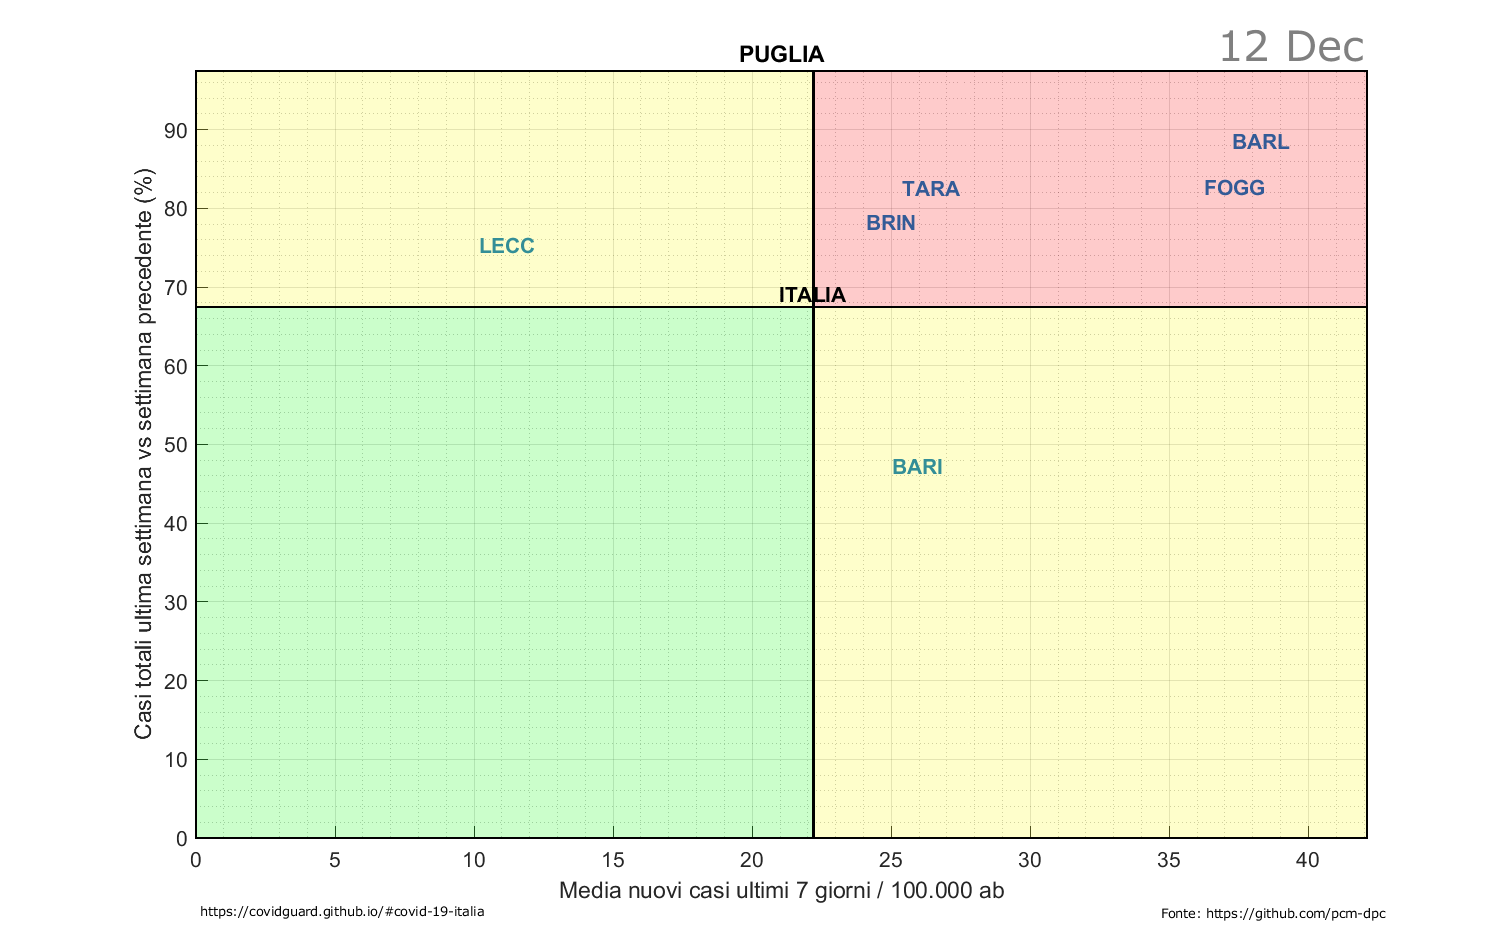 PUGLIA
12 Dec
Casi totali ultima settimana vs settimana precedente (%)
90
80
70
60
50
40
30
20
10
0
BARL
TARA
FOGG
BRIN
LECC
ITALIA
BARI
0 5 10 15 20 25 30 35 40
Media nuovi casi ultimi 7 giorni / 100.000 ab
https://covidguard.github.io/#covid-19-italia
Fonte: https://github.com/pcm-dpc